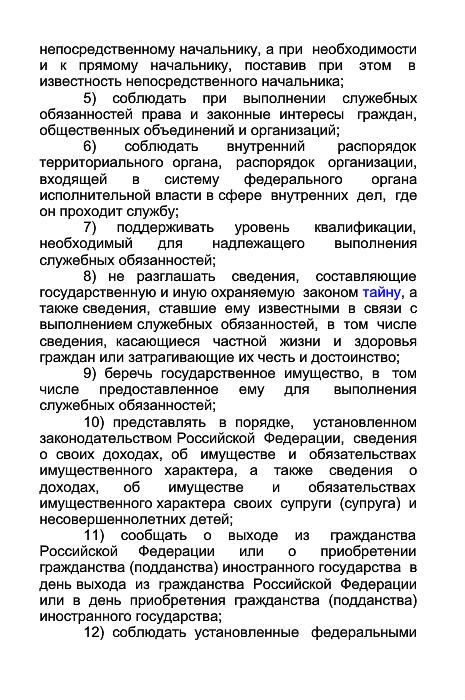 непосредственному начальнику, а при необходимости
и к прямому начальнику, поставив при этом в
известность непосредственного начальника;
5) соблюдать при выполнении служебных
обязанностей права и законные интересы граждан,
общественных объединений и организаций;
6) соблюдать внутренний распорядок
территориального органа, распорядок организации,
входящей в систему федерального органа
исполнительной власти в сфере внутренних дел, где
он проходит службу;
7) поддерживать уровень квалификации,
необходимый для надлежащего выполнения
служебных обязанностей;
8) не разглашать сведения, составляющие
государственную и иную охраняемую законом тайну, а
также сведения, ставшие ему известными в связи с
выполнением служебных обязанностей, в том числе
сведения, касающиеся частной жизни и здоровья
граждан или затрагивающие их честь и достоинство;
9) беречь государственное имущество, в том
числе предоставленное ему для выполнения
служебных обязанностей;
10) представлять в порядке, установленном
законодательством Российской Федерации, сведения
о своих доходах, об имуществе и обязательствах
имущественного характера, а также сведения о
доходах, об имуществе и обязательствах
имущественного характера своих супруги (супруга) и
несовершеннолетних детей;
11) сообщать о выходе из гражданства
Российской Федерации или о приобретении
гражданства (подданства) иностранного государства в
день выхода из гражданства Российской Федерации
или в день приобретения гражданства (подданства)
иностранного государства;
12) соблюдать установленные федеральными